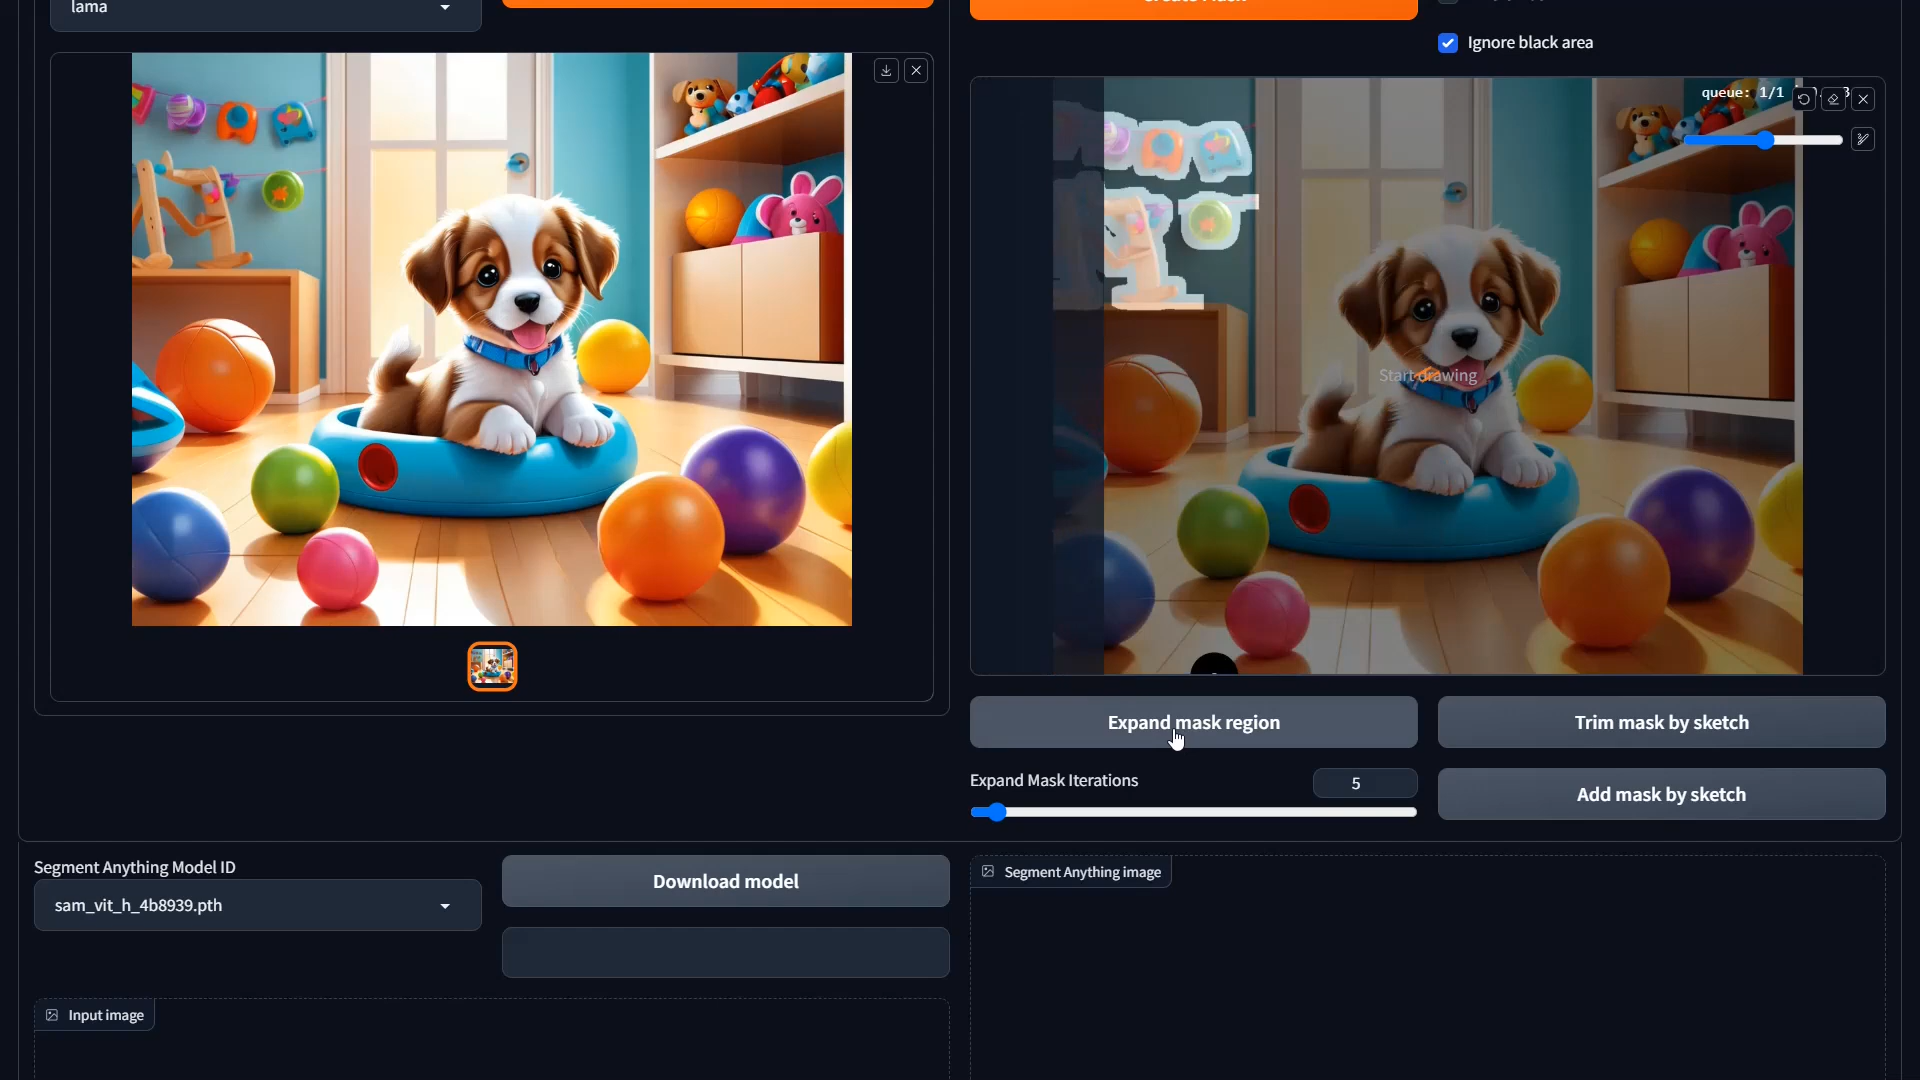 lama
Ignore black area
queue: 1/1
Start drawing
Expand mask region
Trim mask by sketch
Expand Mask Iterations
5
Add mask by sketch
Segment Anything Model ID
sam_vit_h_4b8939.pth
Download model
Segment Anything image
Input image